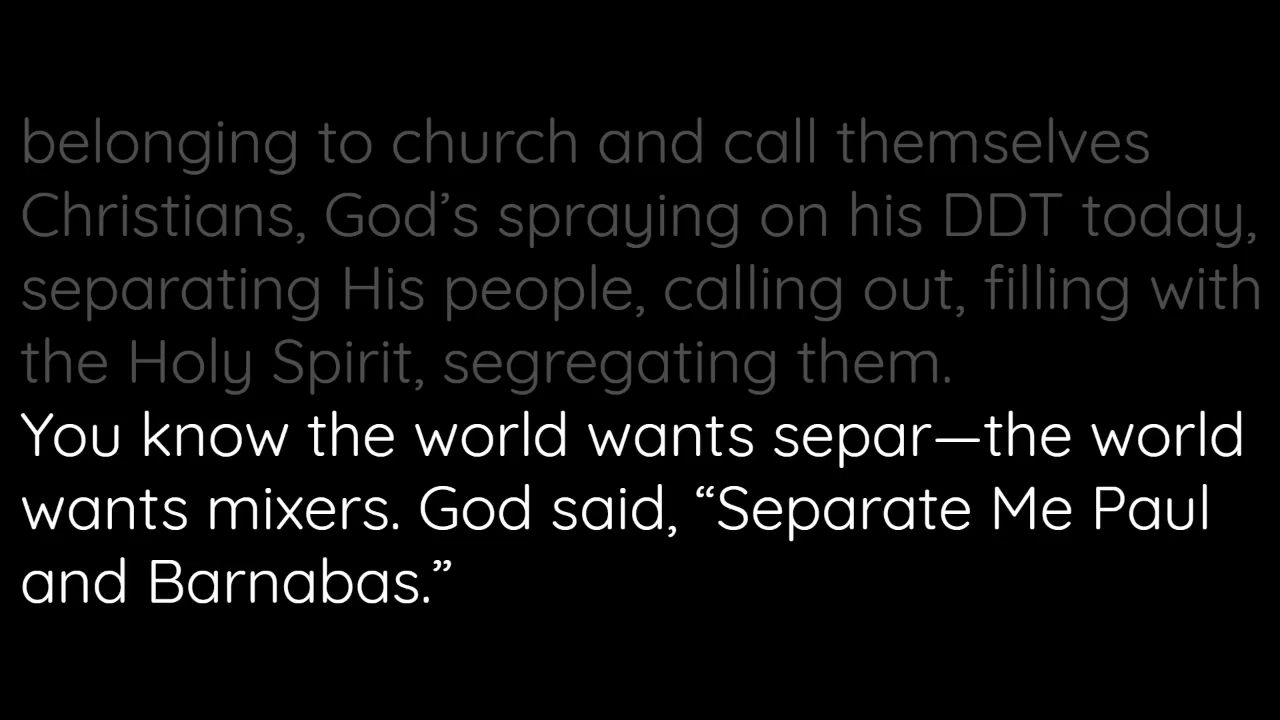 belonging to church and call themselves
Christians, God’s spraying on his DDT today,
separating His people, calling out, filling with
the Holy Spirit, segregating them.
You know the world wants separ—the world
wants mixers. God said, “Separate Me Paul
and Barnabas.”